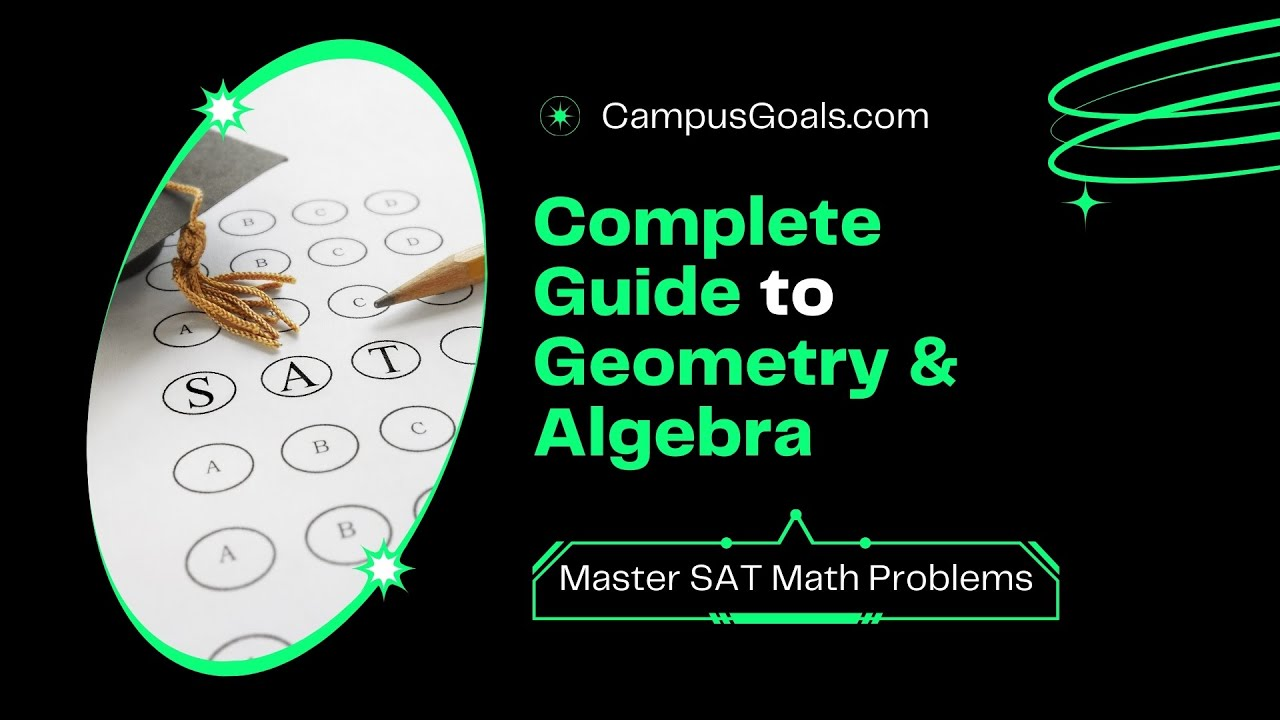 CampusGoals.com
Complete
Guide to
Geometry &
Algebra
Master SAT Math Problems
B C D
B C D
C
A
S A T
A B C
A B